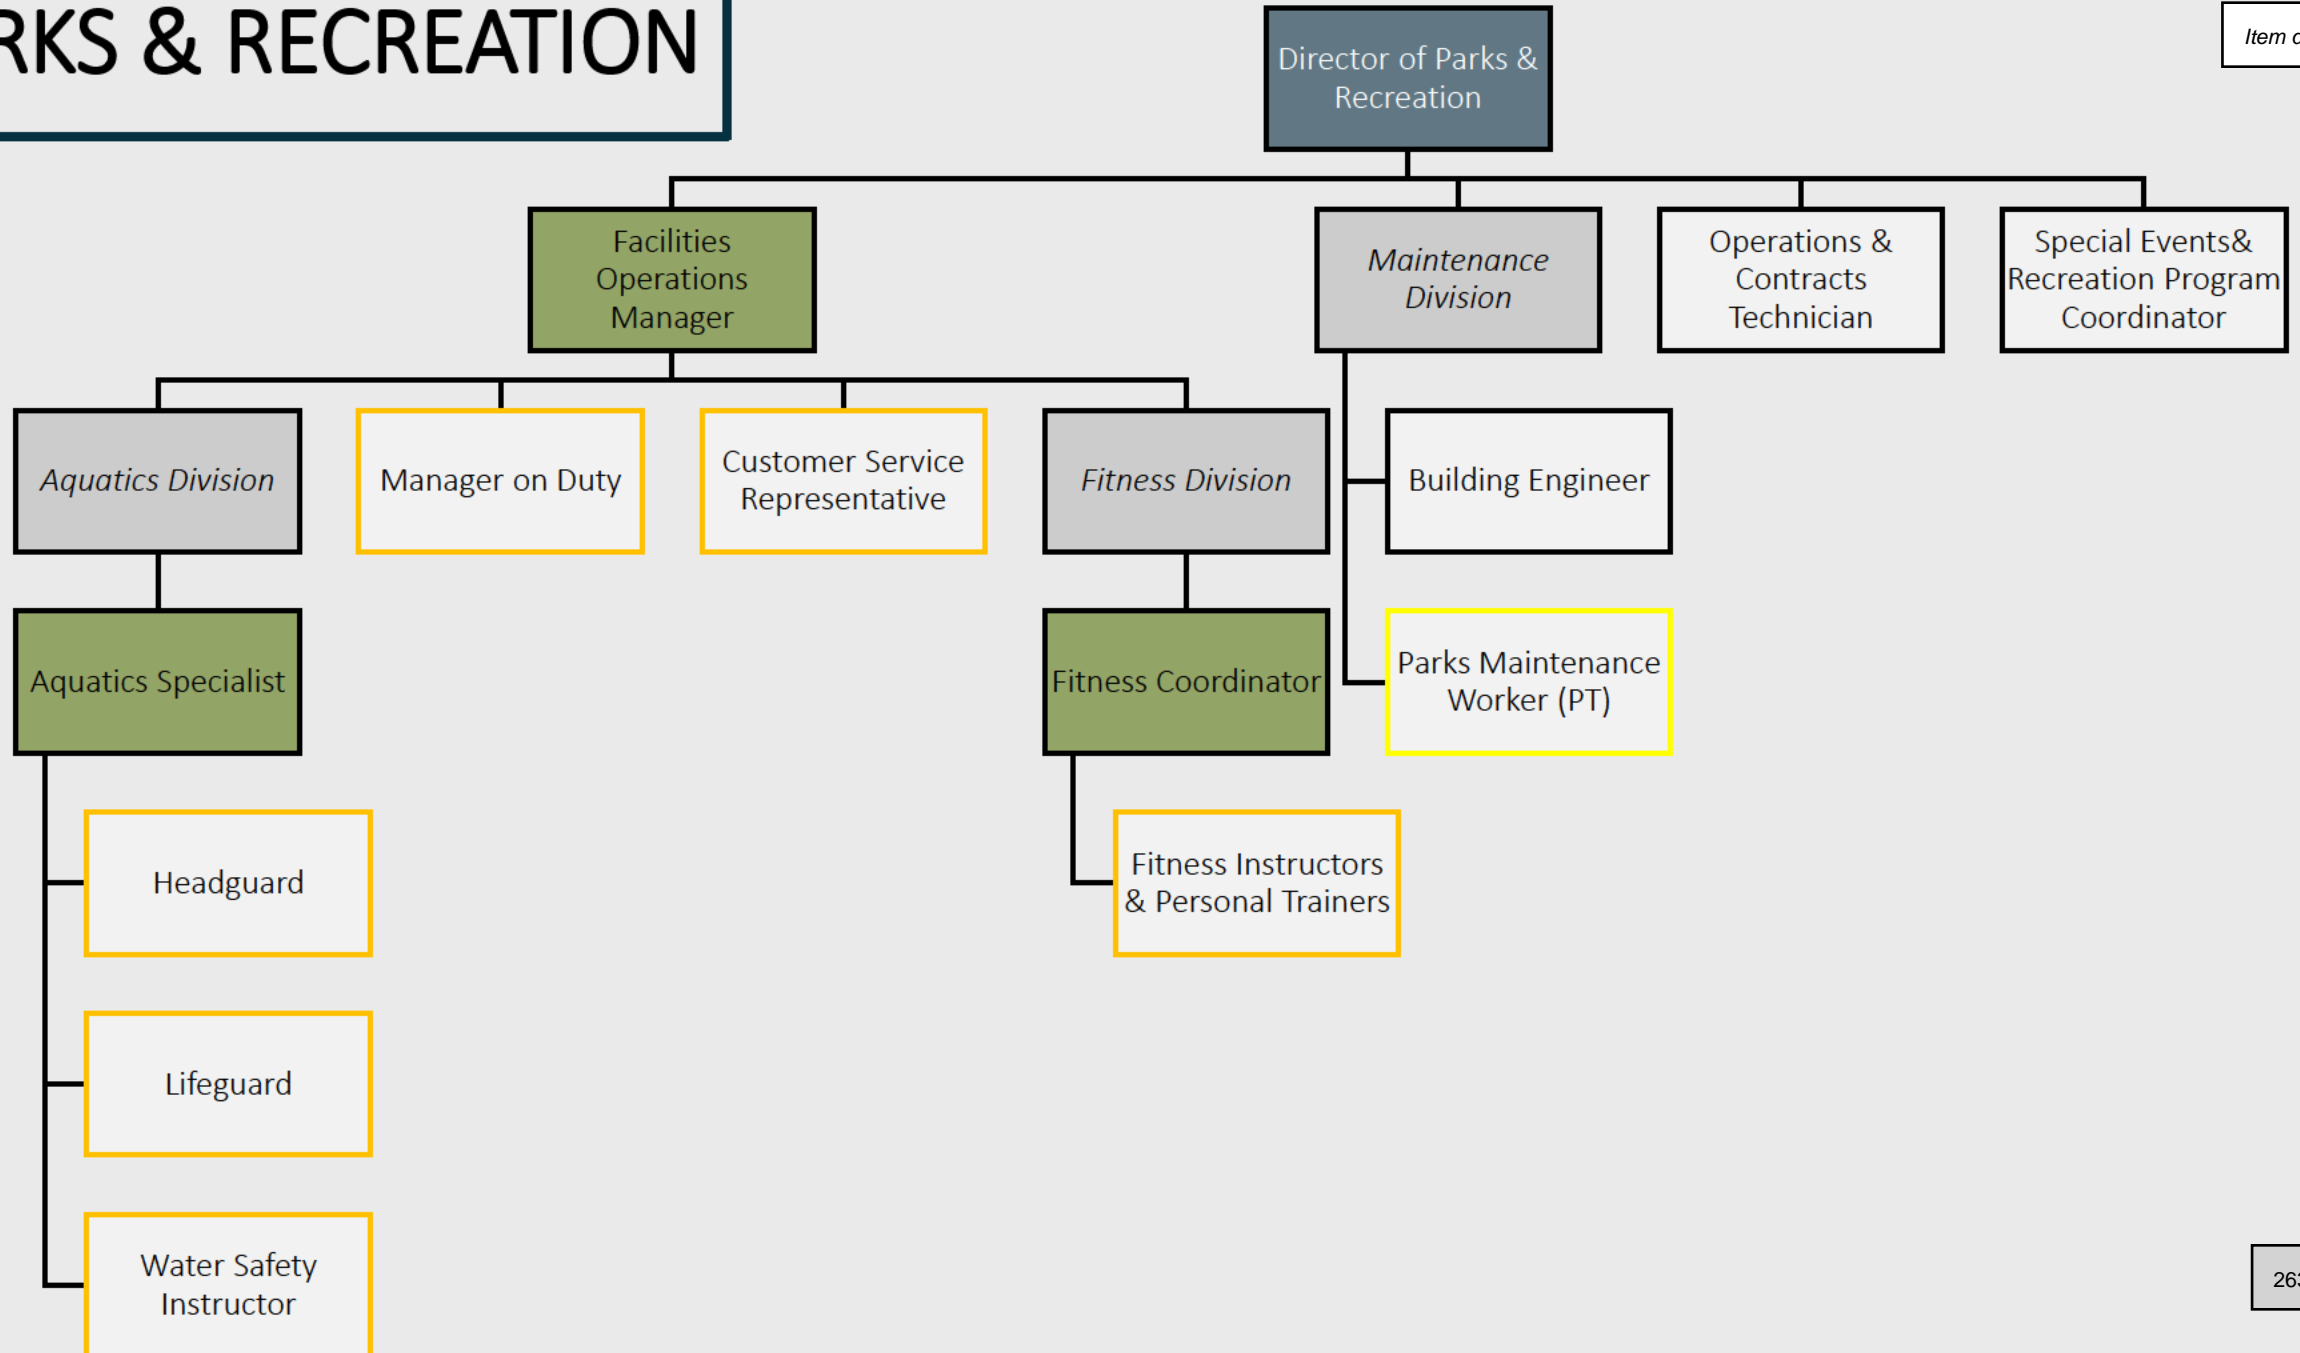 RKS & RECREATION
Director of Parks &
Recreation
Item
Facilities
Operations
Manager
Maintenance
Division
Operations &
Contracts
Technician
Special Events&
Recreation Program
Coordinator
Aquatics Division
Manager on Duty
Customer Service
Representative
Fitness Division
Building Engineer
Aquatics Specialist
Fitness Coordinator
Parks Maintenance
Worker (PT)
Headguard
Fitness Instructors
& Personal Trainers
Lifeguard
Water Safety
Instructor
263